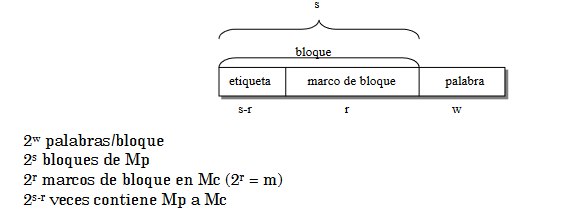 s
bloque
etiqueta marco de bloque palabra
s-r r w
2ʷ palabras/bloque
2ˢ bloques de Mp
2ʳ marcos de bloque en Mc (2ʳ = m)
2ˢ⁻ʳ veces contiene Mp a Mc